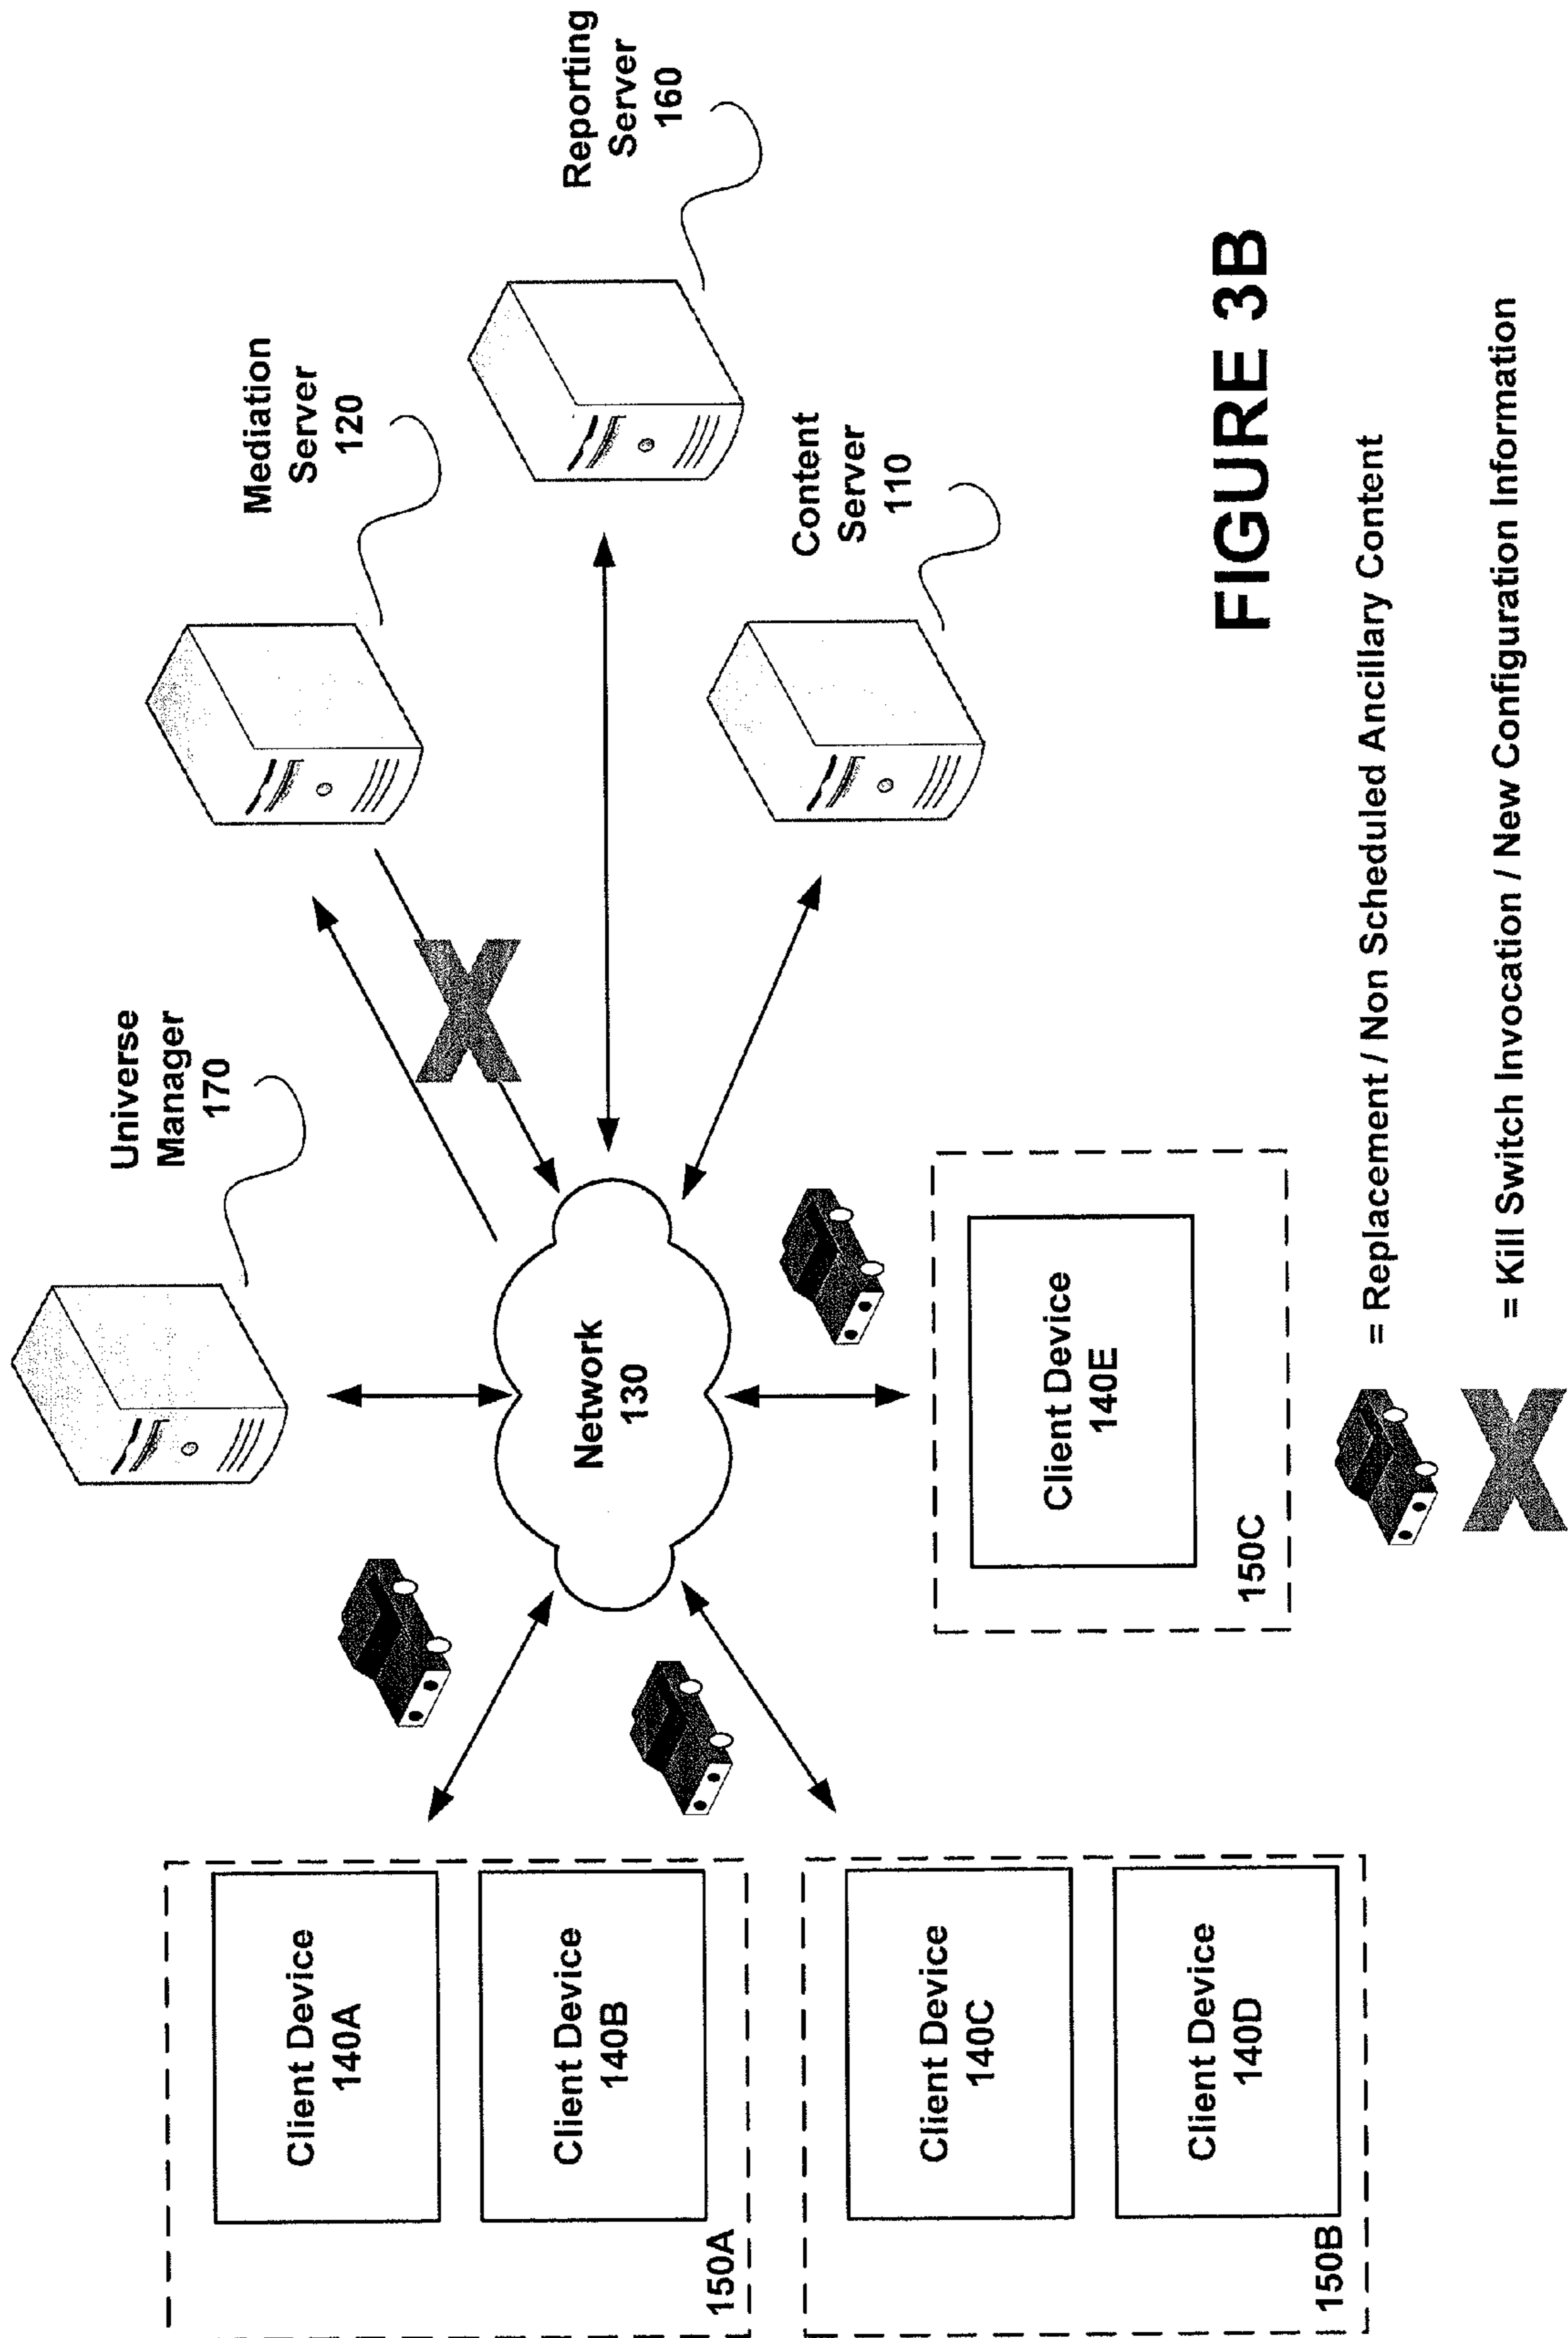 Universe
Manager
170
Mediation
Server
120
Reporting
Server
160
Content
Server
110
Network
130
Client Device
140A
Client Device
140B
150A
Client Device
140C
Client Device
140D
150B
Client Device
140E
150C
= Replacement / Non Scheduled Ancillary Content
X = Kill Switch Invocation / New Configuration Information
X
FIGURE 3B